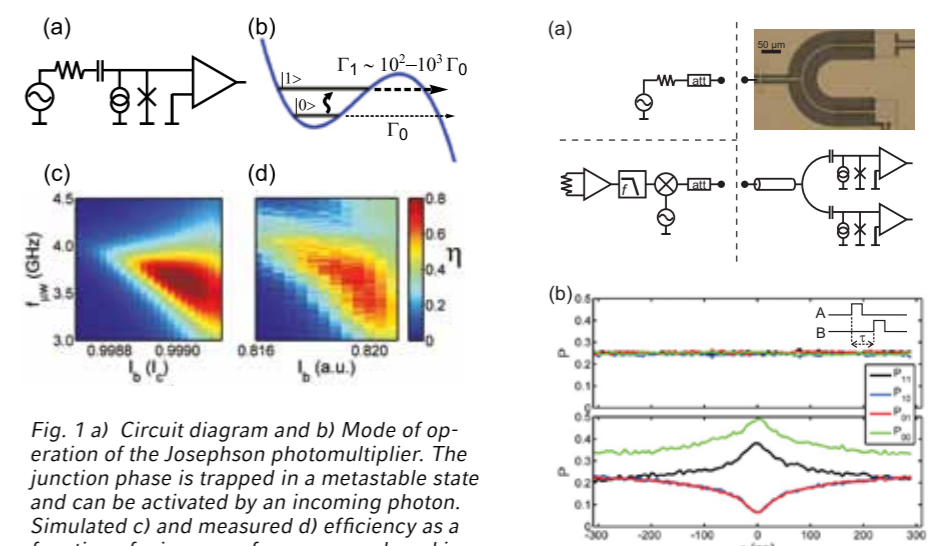 (a)
(b)
Γ₁ ~ 10²–10³ Γ₀
|1>
|0>
Γ₀
(c)
(d)
4.5
4.0
3.5
3.0
f_μw (GHz)
0.9988 0.9990
I_b (I_c)
0.816 0.820
I_b (a.u.)
0.8
0.6
0.4
0.2
0
η
Fig. 1 a) Circuit diagram and b) Mode of op-
eration of the Josephson photomultiplier. The
junction phase is trapped in a metastable state
and can be activated by an incoming photon.
Simulated c) and measured d) efficiency as a
(a)
50 μm
att
f
att
(b)
0.5
0.4
0.3
0.2
0.1
0
P
A
B
τ
P₁₁
P₁₀
P₀₁
P₀₀
0.5
0.4
0.3
0.2
0.1
0
P
-300 -200 -100 0 100 200 300